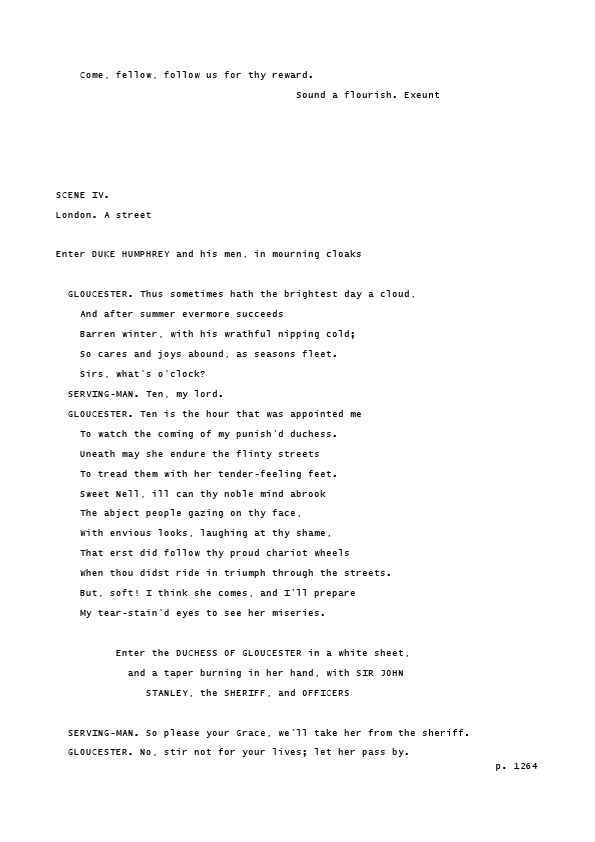 Come, fellow, follow us for thy reward.
Sound a flourish. Exeunt
SCENE IV.
London. A street
Enter DUKE HUMPHREY and his men, in mourning cloaks
GLOUCESTER. Thus sometimes hath the brightest day a cloud,
And after summer evermore succeeds
Barren winter, with his wrathful nipping cold;
So cares and joys abound, as seasons fleet.
Sirs, what's o'clock?
SERVING-MAN. Ten, my lord.
GLOUCESTER. Ten is the hour that was appointed me
To watch the coming of my punish'd duchess.
Uneath may she endure the flinty streets
To tread them with her tender-feeling feet.
Sweet Nell, ill can thy noble mind abrook
The abject people gazing on thy face,
With envious looks, laughing at thy shame,
That erst did follow thy proud chariot wheels
When thou didst ride in triumph through the streets.
But, soft! I think she comes, and I'll prepare
My tear-stain'd eyes to see her miseries.
Enter the DUCHESS OF GLOUCESTER in a white sheet,
and a taper burning in her hand, with SIR JOHN
STANLEY, the SHERIFF, and OFFICERS
SERVING-MAN. So please your Grace, we'll take her from the sheriff.
GLOUCESTER. No, stir not for your lives; let her pass by.
p. 1264